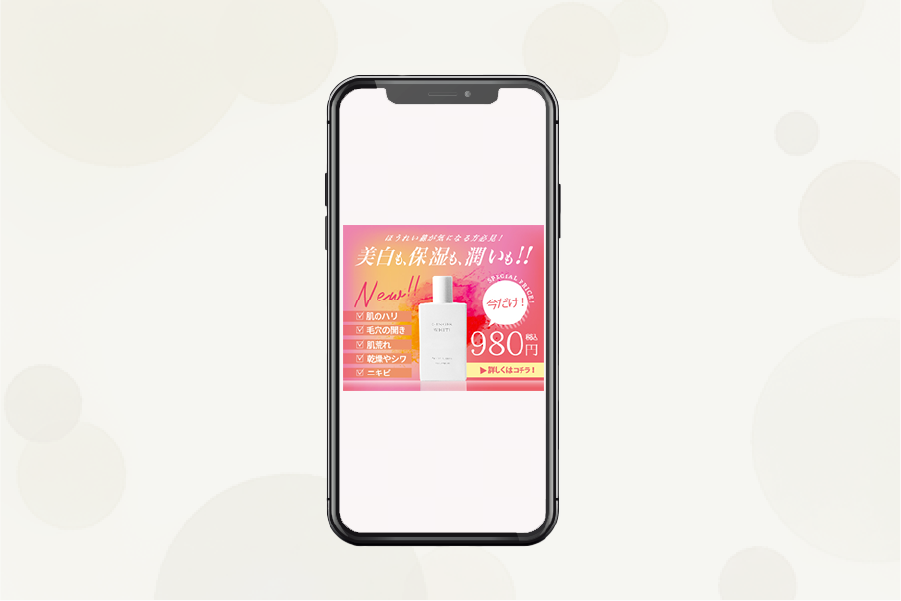 ほうれい線が気になる方必見!
美白も、保湿も、潤いも!!
New!!
SPECIAL PRICE!
今だけ!
肌のハリ
毛穴の開き
肌荒れ
乾燥やシワ
ニキビ
WHITE
980円
税込
▶詳しくはコチラ!